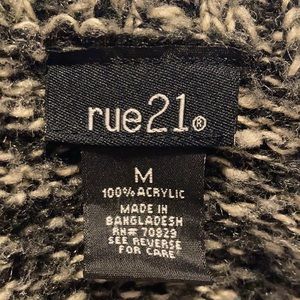 rue21®
M
100% ACRYLIC
MADE IN
BANGLADESH
RN# 70829
SEE REVERSE
FOR CARE